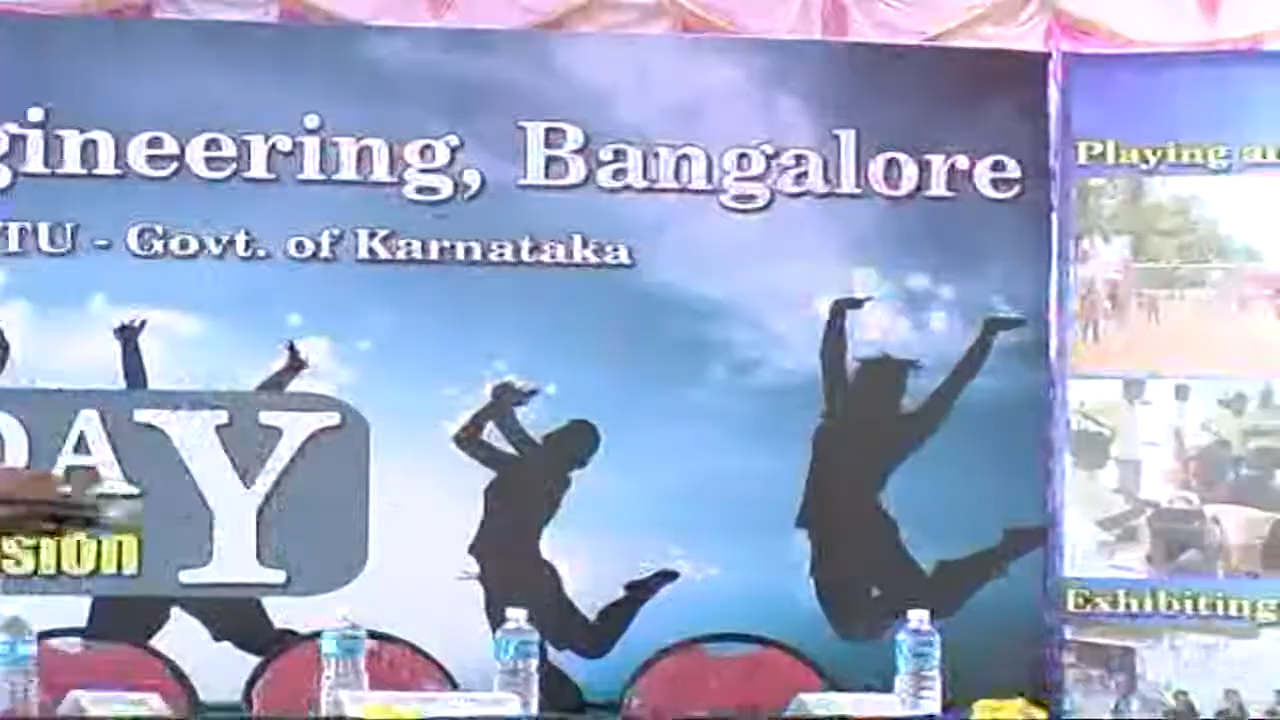 gineering, Bangalore
TU - Govt. of Karnataka
DAY
sion
Playing
Exhibiting